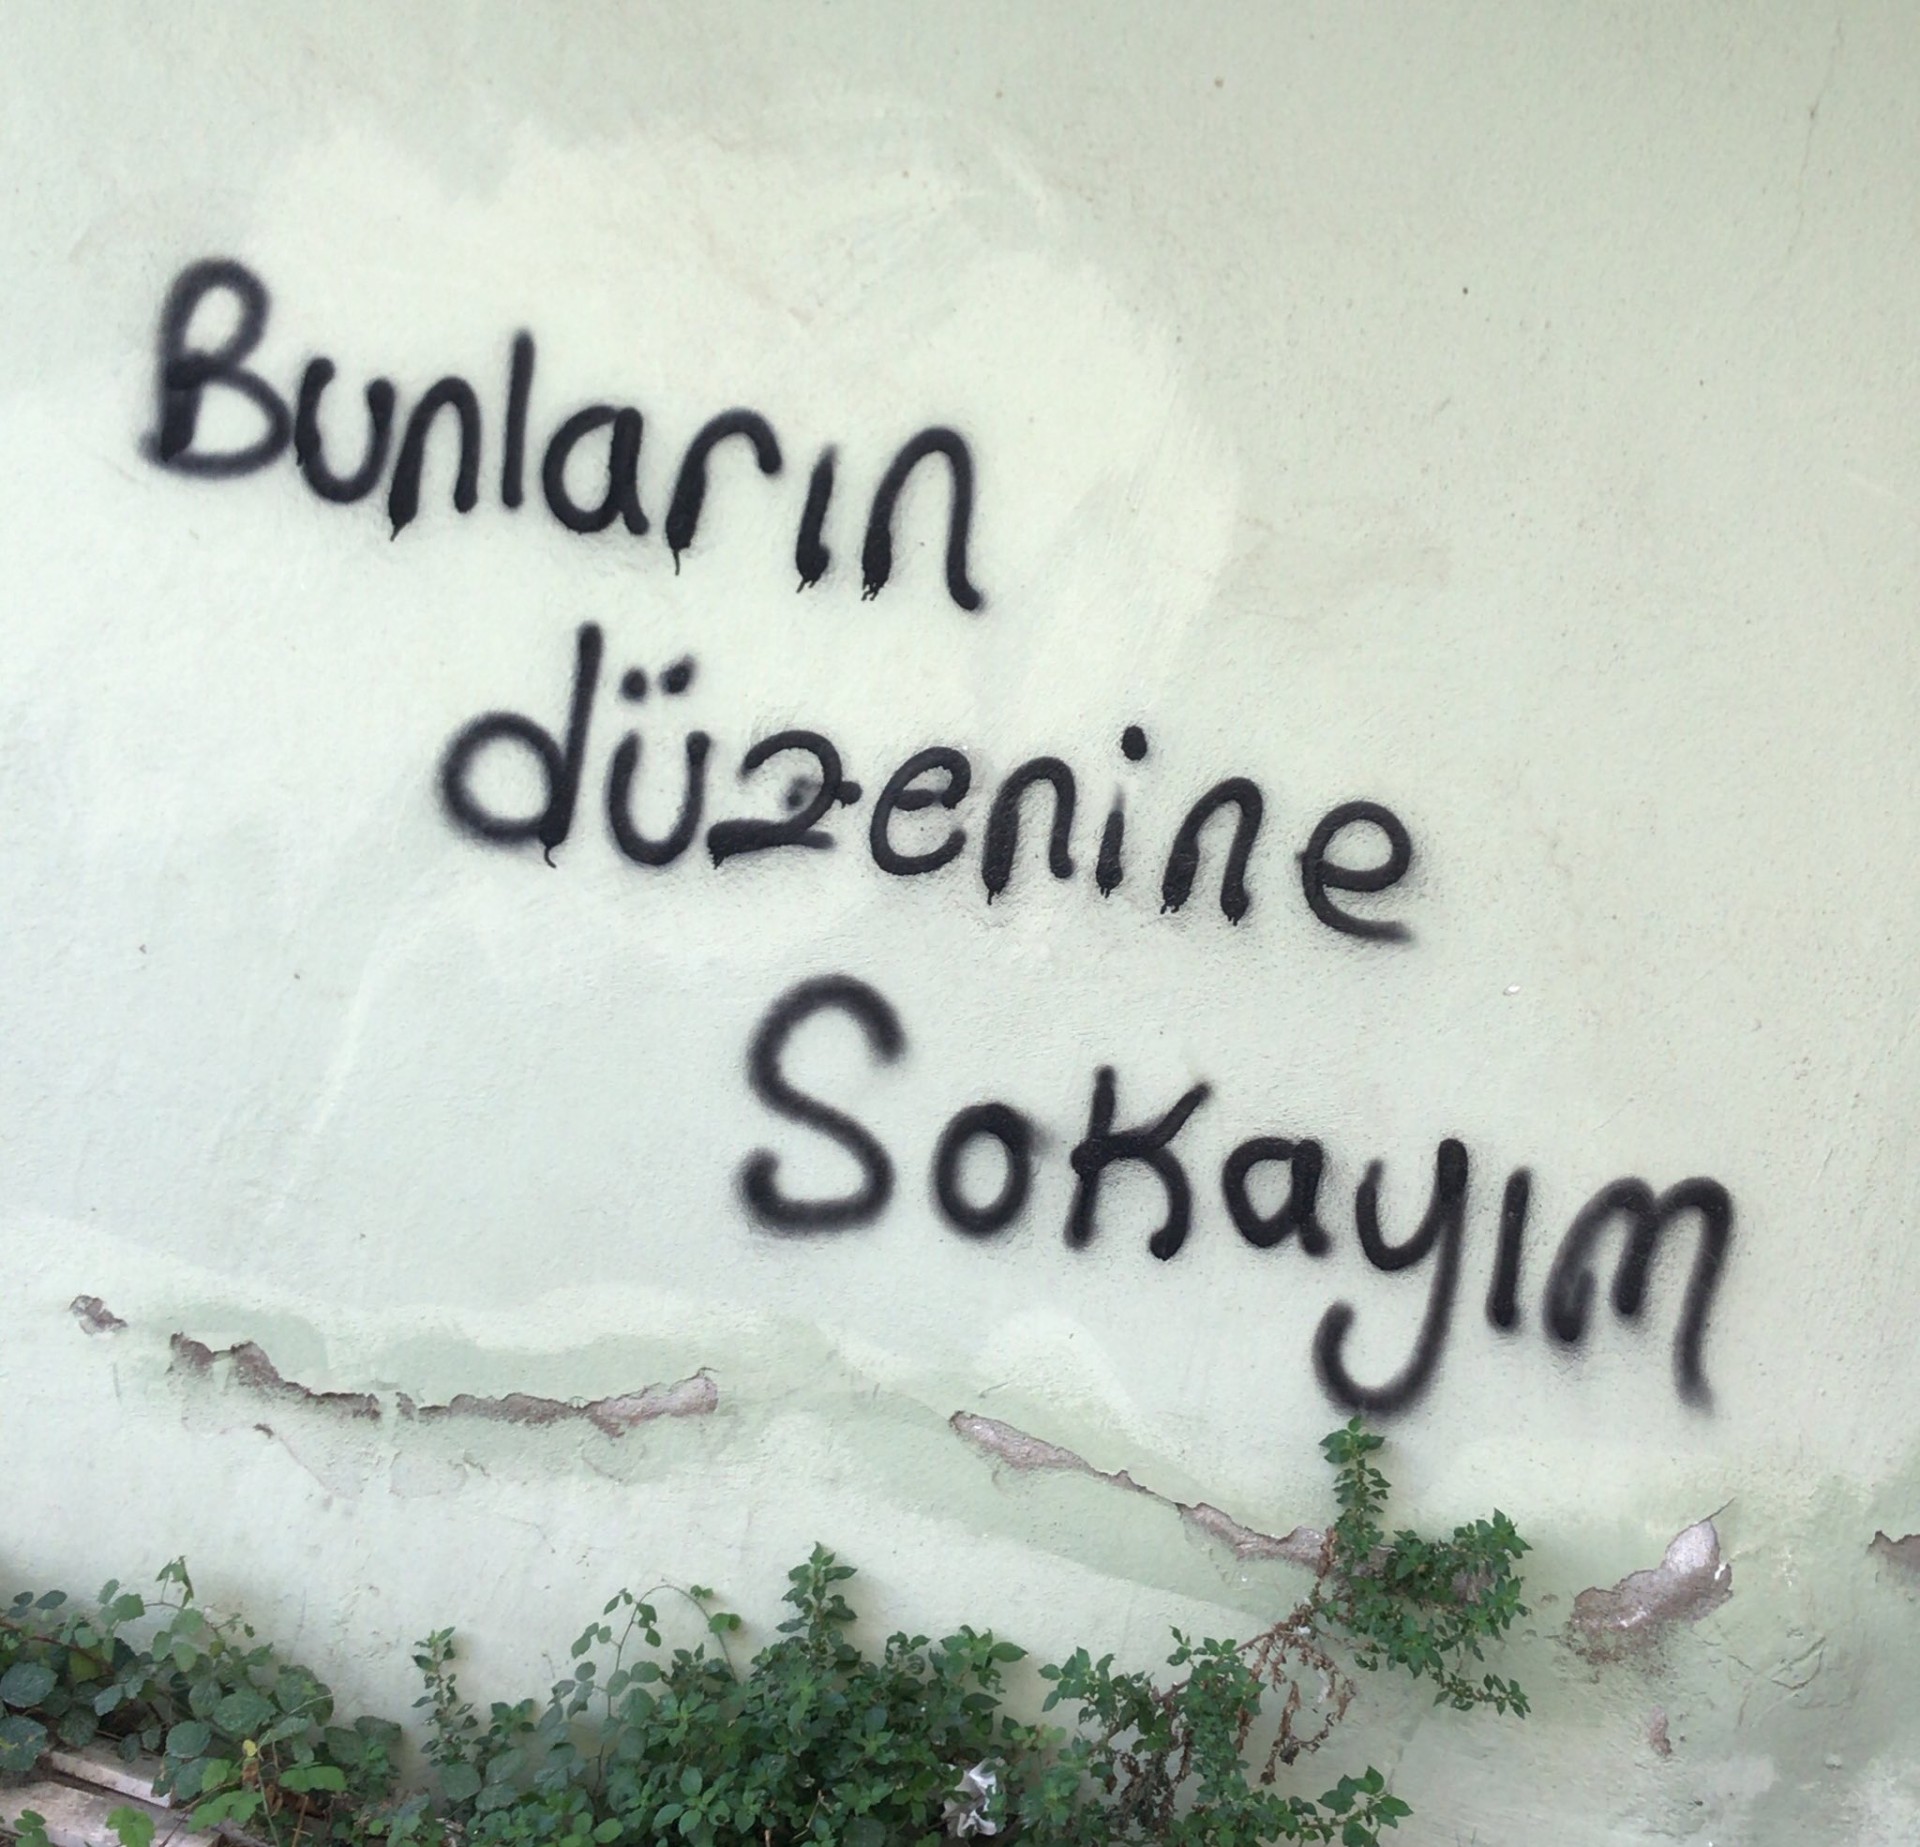 Bunların
düzenine
Sokayım